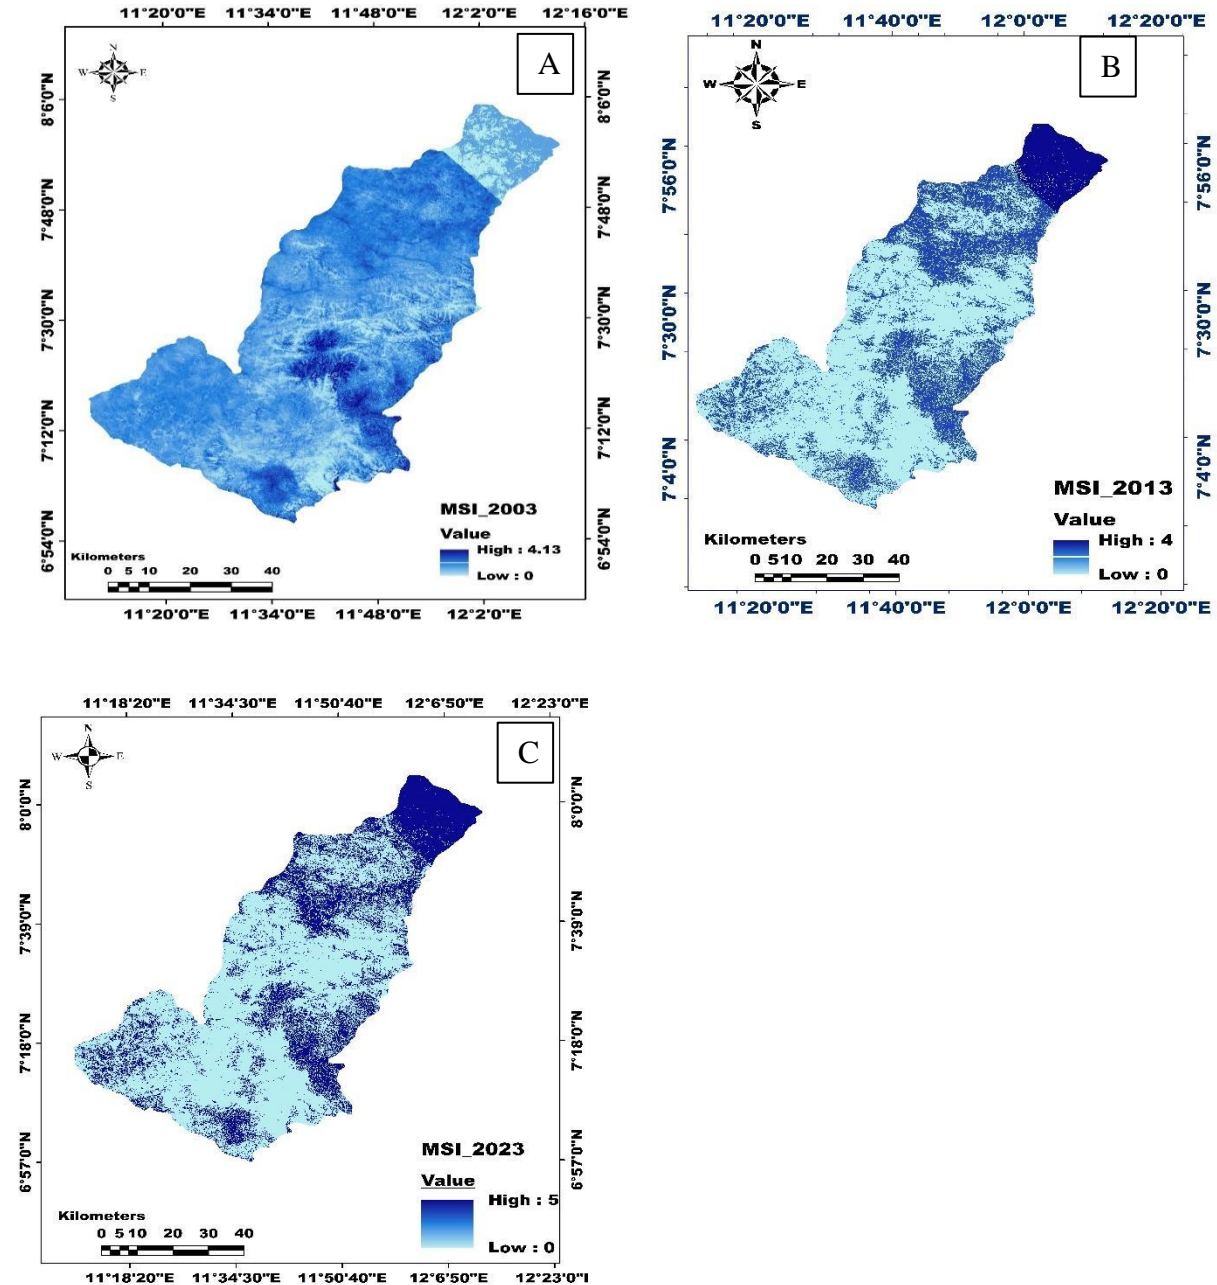 11°20'0"E 11°34'0"E 11°48'0"E 12°2'0"E 12°16'0"E
A
N
W E
S
8°6'0"N 8°6'0"N
7°48'0"N 7°48'0"N
7°30'0"N 7°30'0"N
7°12'0"N 7°12'0"N
6°54'0"N 6°54'0"N
MSI_2003
Value
High : 4.13
Low : 0
Kilometers
0 5 10 20 30 40
11°20'0"E 11°34'0"E 11°48'0"E 12°2'0"E
11°20'0"E 11°40'0"E 12°0'0"E 12°20'0"E
B
N
W E
S
7°56'0"N 7°56'0"N
7°30'0"N 7°30'0"N
7°4'0"N 7°4'0"N
MSI_2013
Value
High : 4
Low : 0
Kilometers
0 5 10 20 30 40
11°20'0"E 11°40'0"E 12°0'0"E 12°20'0"E
11°18'20"E 11°34'30"E 11°50'40"E 12°6'50"E 12°23'0"E
C
N
W E
S
8°0'0"N 8°0'0"N
7°39'0"N 7°39'0"N
7°18'0"N 7°18'0"N
6°57'0"N 6°57'0"N
MSI_2023
Value
High : 5
Low : 0
Kilometers
0 5 10 20 30 40
11°18'20"E 11°34'30"E 11°50'40"E 12°6'50"E 12°23'0"